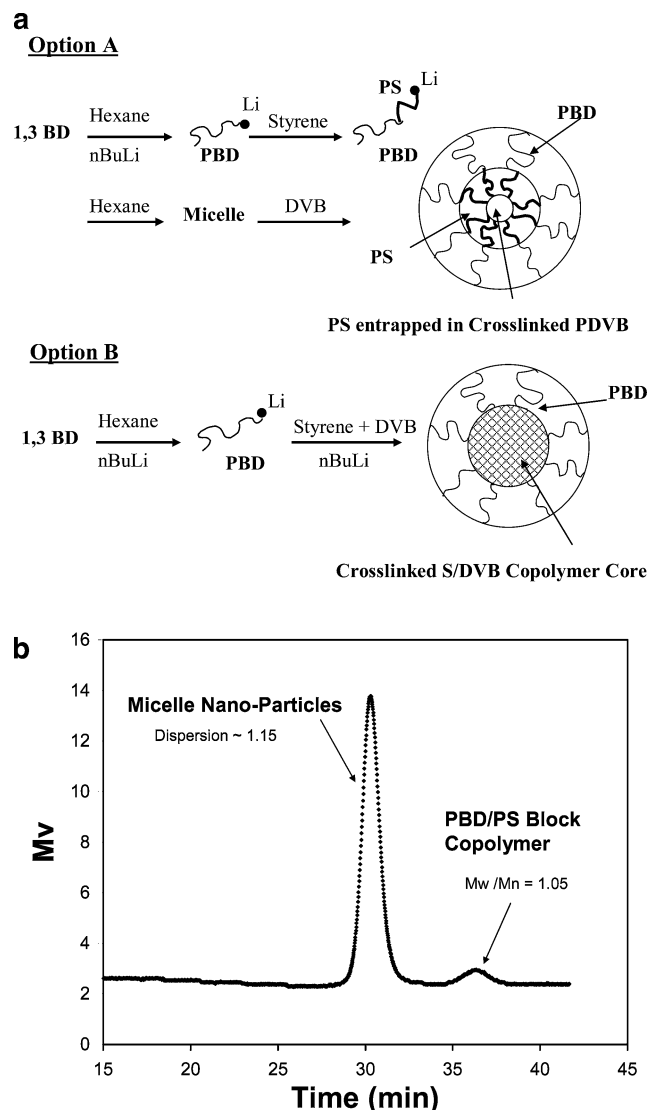 a
Option A
PS
Li
Li
PBD
Hexane
Styrene
1,3 BD
nBuLi
PBD
PBD
Hexane
Micelle
DVB
PS
PS entrapped in Crosslinked PDVB
Option B
Li
PBD
Hexane
Styrene + DVB
1,3 BD
nBuLi
PBD
nBuLi
Crosslinked S/DVB Copolymer Core
b
16
14
12
10
8
6
4
2
0
Mv
Micelle Nano-Particles
Dispersion ~ 1.15
PBD/PS Block
Copolymer
Mw /Mn = 1.05
15 20 25 30 35 40 45
Time (min)